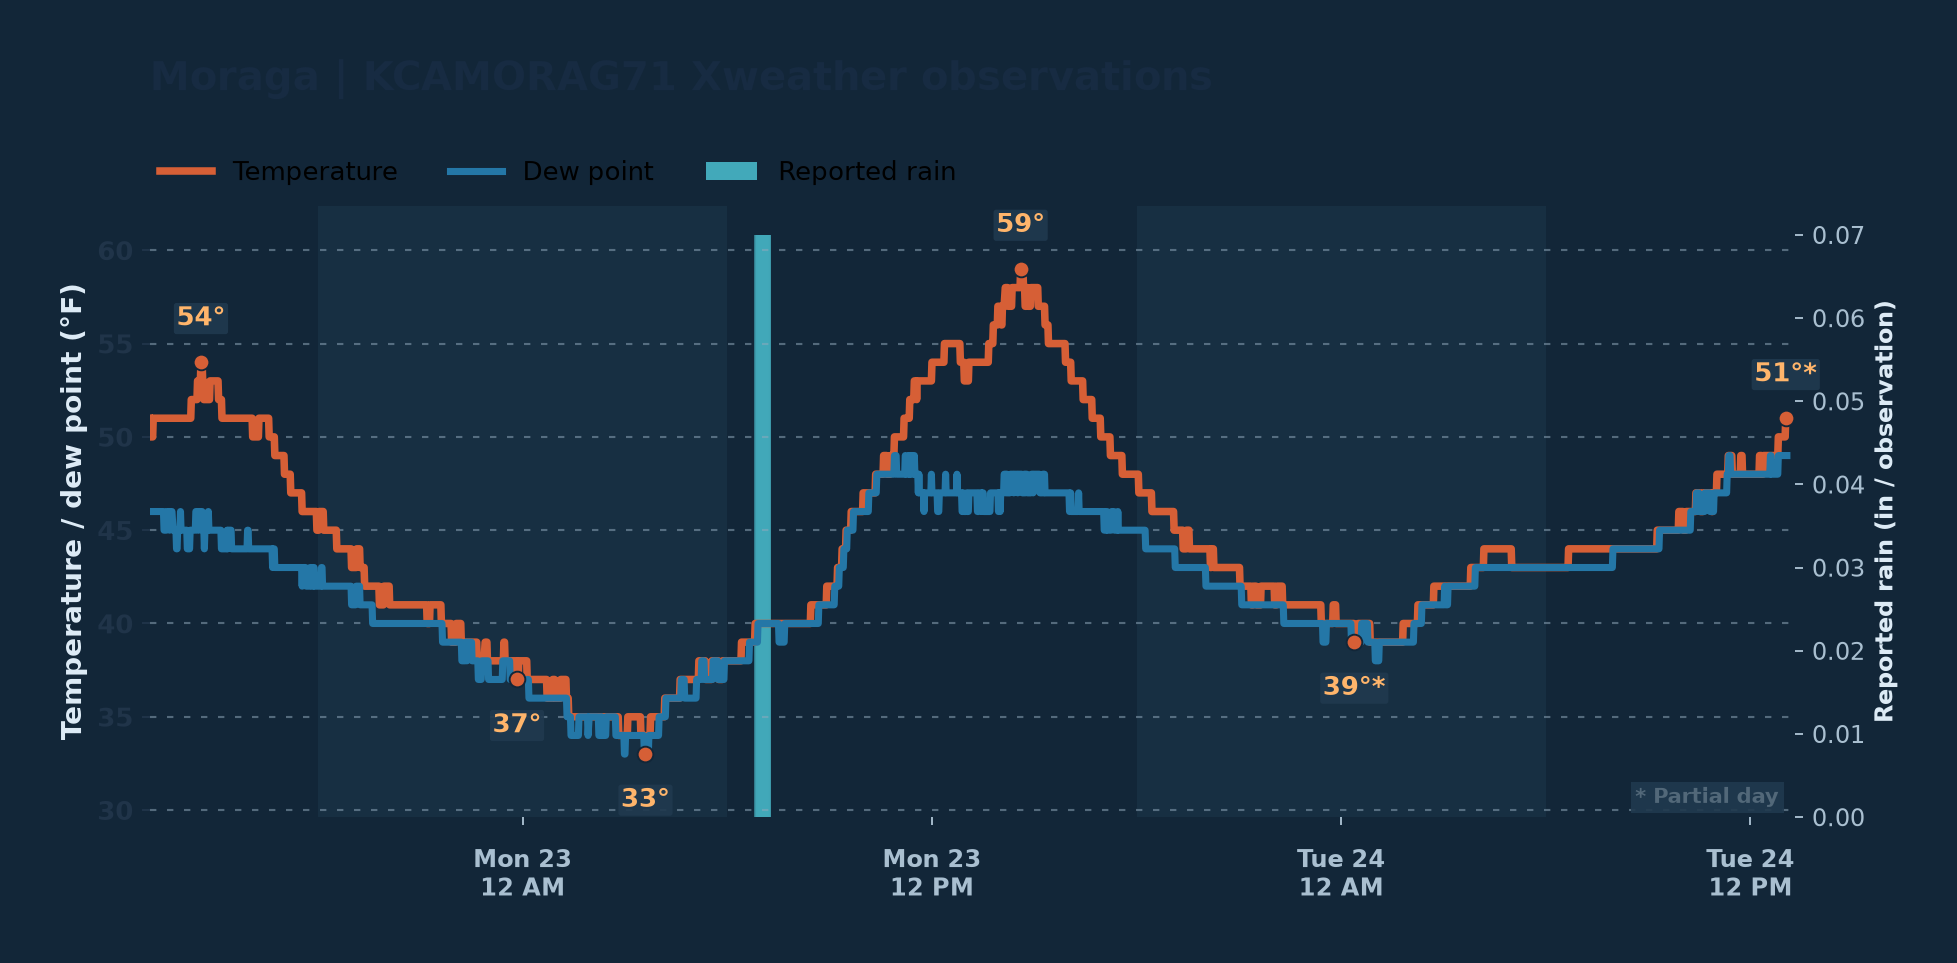 Moraga | KCAMORAG71 Xweather observations
Temperature
Dew point
Reported rain
Temperature / dew point (°F)
60
55
50
45
40
35
30
54°
37°
33°
59°
39°*
51°*
* Partial day
0.07
0.06
0.05
0.04
0.03
0.02
0.01
0.00
Reported rain (in / observation)
Mon 23
12 AM
Mon 23
12 PM
Tue 24
12 AM
Tue 24
12 PM